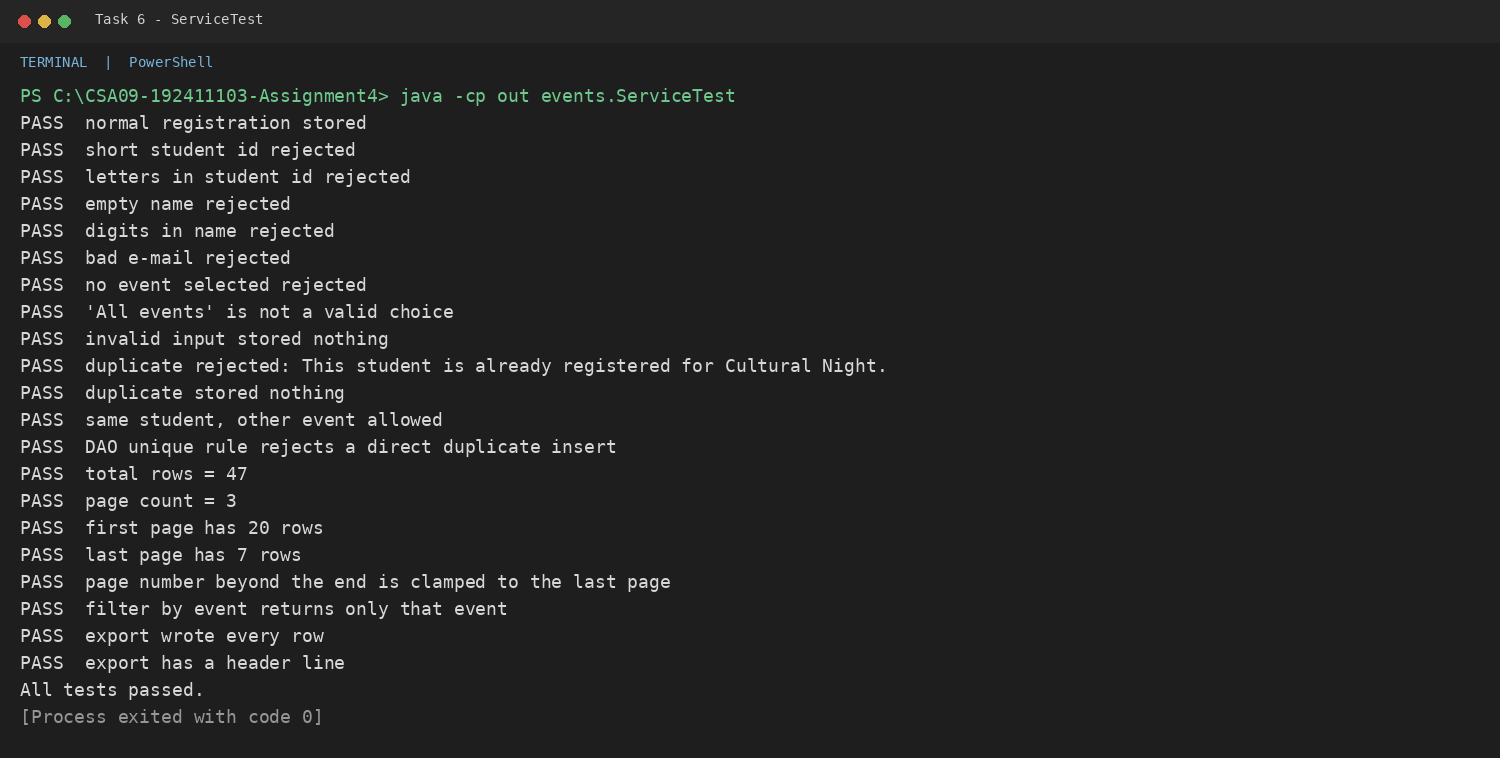 Task 6 - ServiceTest
TERMINAL | PowerShell
PS C:\CSA09-192411103-Assignment4> java -cp out events.ServiceTest
PASS  normal registration stored
PASS  short student id rejected
PASS  letters in student id rejected
PASS  empty name rejected
PASS  digits in name rejected
PASS  bad e-mail rejected
PASS  no event selected rejected
PASS  'All events' is not a valid choice
PASS  invalid input stored nothing
PASS  duplicate rejected: This student is already registered for Cultural Night.
PASS  duplicate stored nothing
PASS  same student, other event allowed
PASS  DAO unique rule rejects a direct duplicate insert
PASS  total rows = 47
PASS  page count = 3
PASS  first page has 20 rows
PASS  last page has 7 rows
PASS  page number beyond the end is clamped to the last page
PASS  filter by event returns only that event
PASS  export wrote every row
PASS  export has a header line
All tests passed.
[Process exited with code 0]